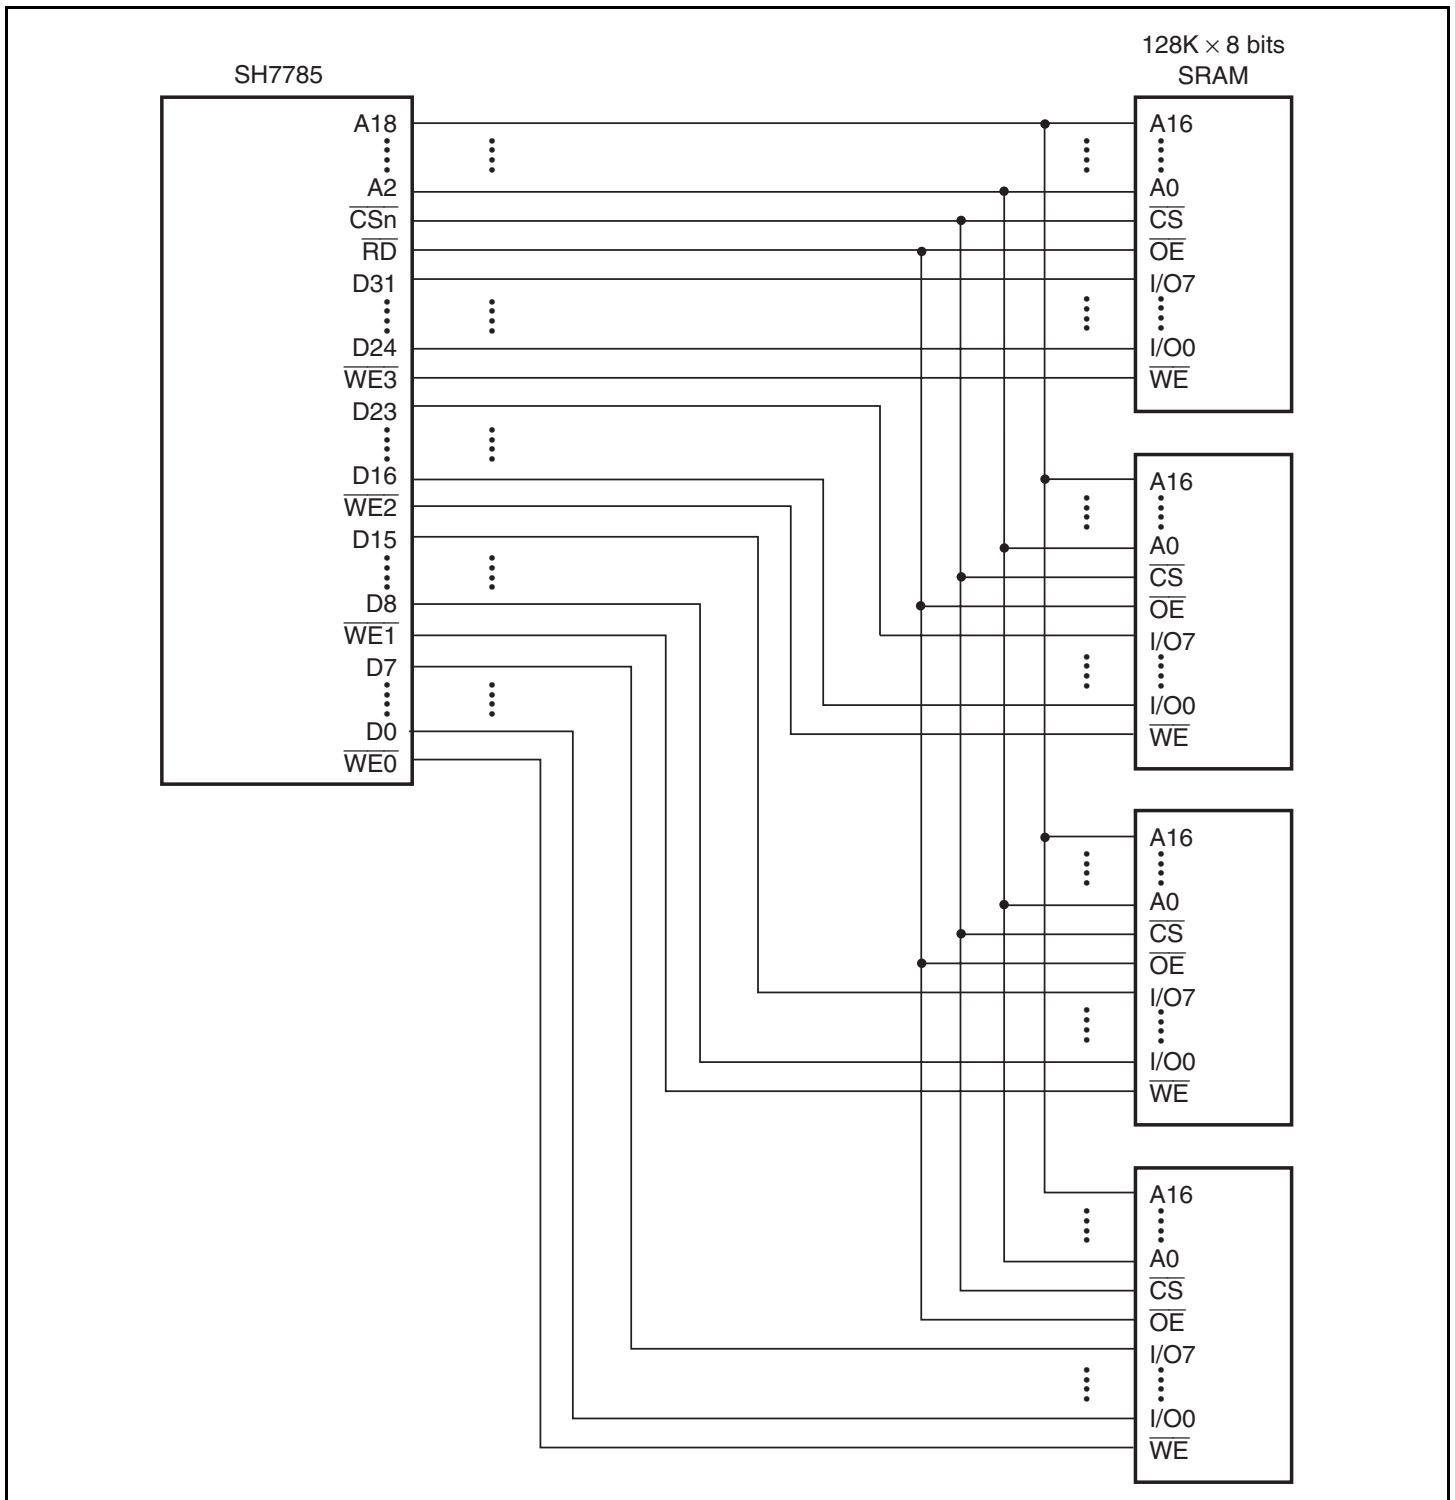 SH7785
A18
A2
CSn
RD
D31
D24
WE3
D23
D16
WE2
D15
D8
WE1
D7
D0
WE0
128K × 8 bits
SRAM
A16
A0
CS
OE
I/O7
I/O0
WE
A16
A0
CS
OE
I/O7
I/O0
WE
A16
A0
CS
OE
I/O7
I/O0
WE
A16
A0
CS
OE
I/O7
I/O0
WE